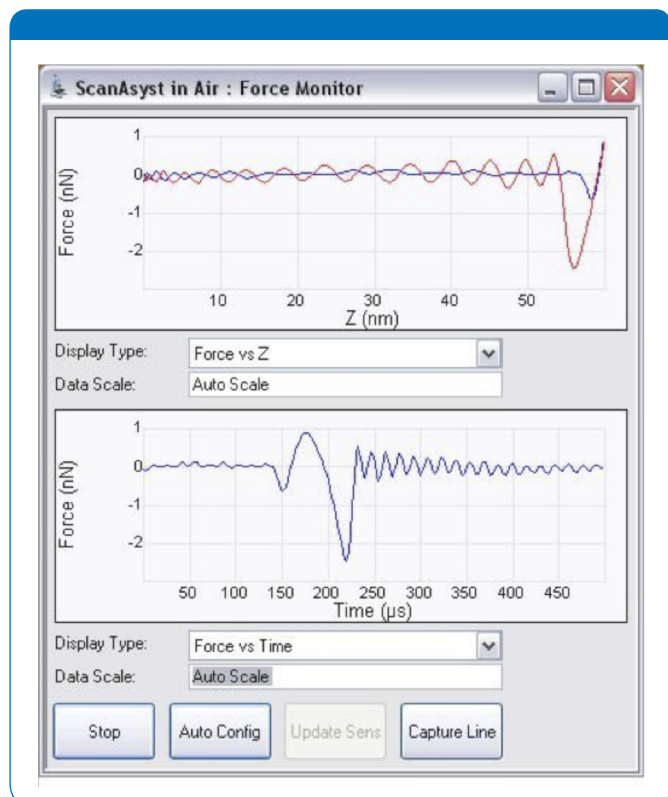 ScanAsyst in Air : Force Monitor
1
0
-1
-2
Force (nN)
10 20 30 40 50
Z (nm)
Display Type: Force vs Z
Data Scale: Auto Scale
1
0
-1
-2
Force (nN)
50 100 150 200 250 300 350 400 450
Time (µs)
Display Type: Force vs Time
Data Scale: Auto Scale
Stop Auto Config Update Sens Capture Line